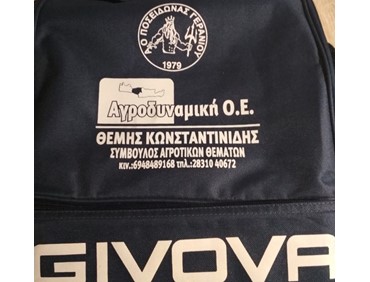 Α Ο ΠΟΣΕΙΔΩΝΑΣ ΓΕΡΑΝΙΟΥ
1979
Αγροδυναμική Ο.Ε.
ΘΕΜΗΣ ΚΩΝΣΤΑΝΤΙΝΙΔΗΣ
ΣΥΜΒΟΥΛΟΣ ΑΓΡΟΤΙΚΩΝ ΘΕΜΑΤΩΝ
κιν.:6948489168 τηλ.:28310 40672
GIVOVA